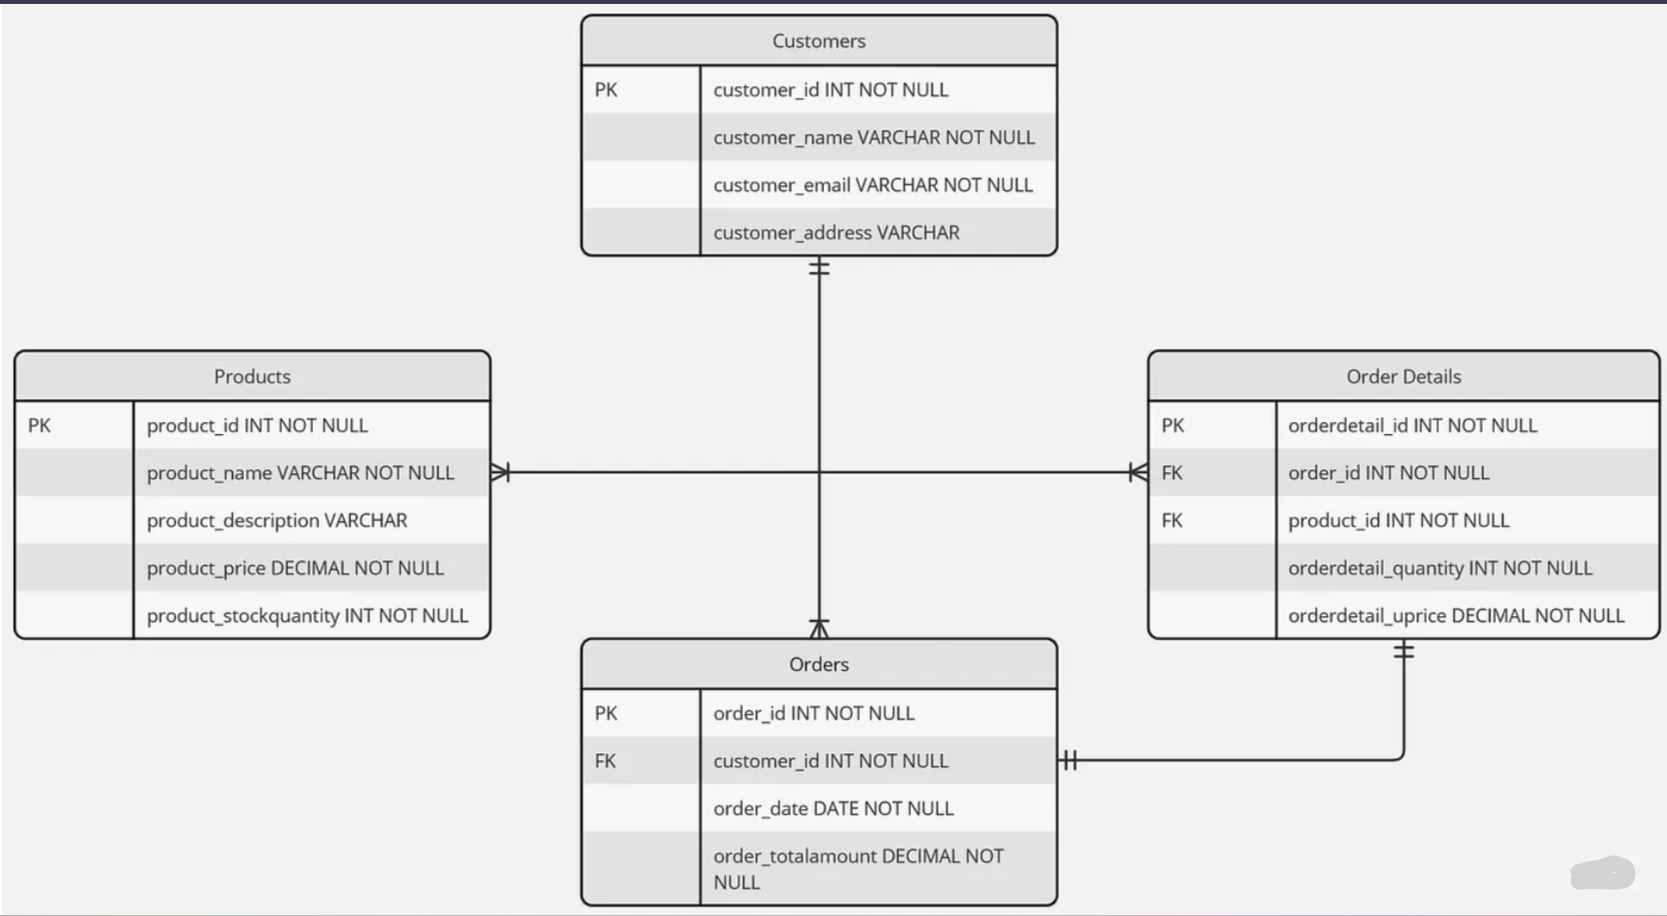 Customers
PK customer_id INT NOT NULL
customer_name VARCHAR NOT NULL
customer_email VARCHAR NOT NULL
customer_address VARCHAR
Products
PK product_id INT NOT NULL
product_name VARCHAR NOT NULL
product_description VARCHAR
product_price DECIMAL NOT NULL
product_stockquantity INT NOT NULL
Order Details
PK orderdetail_id INT NOT NULL
FK order_id INT NOT NULL
FK product_id INT NOT NULL
orderdetail_quantity INT NOT NULL
orderdetail_uprice DECIMAL NOT NULL
Orders
PK order_id INT NOT NULL
FK customer_id INT NOT NULL
order_date DATE NOT NULL
order_totalamount DECIMAL NOT
NULL